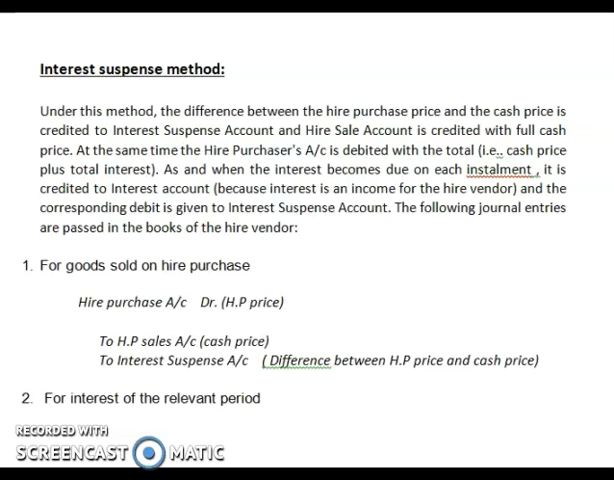 Interest suspense method:
Under this method, the difference between the hire purchase price and the cash price is
credited to Interest Suspense Account and Hire Sale Account is credited with full cash
price. At the same time the Hire Purchaser's A/c is debited with the total (i.e., cash price
plus total interest). As and when the interest becomes due on each instalment , it is
credited to Interest account (because interest is an income for the hire vendor) and the
corresponding debit is given to Interest Suspense Account. The following journal entries
are passed in the books of the hire vendor:
1. For goods sold on hire purchase
Hire purchase A/c Dr. (H.P price)
To H.P sales A/c (cash price)
To Interest Suspense A/c ( Difference between H.P price and cash price)
2. For interest of the relevant period
RECORDED WITH
SCREENCAST MATIC